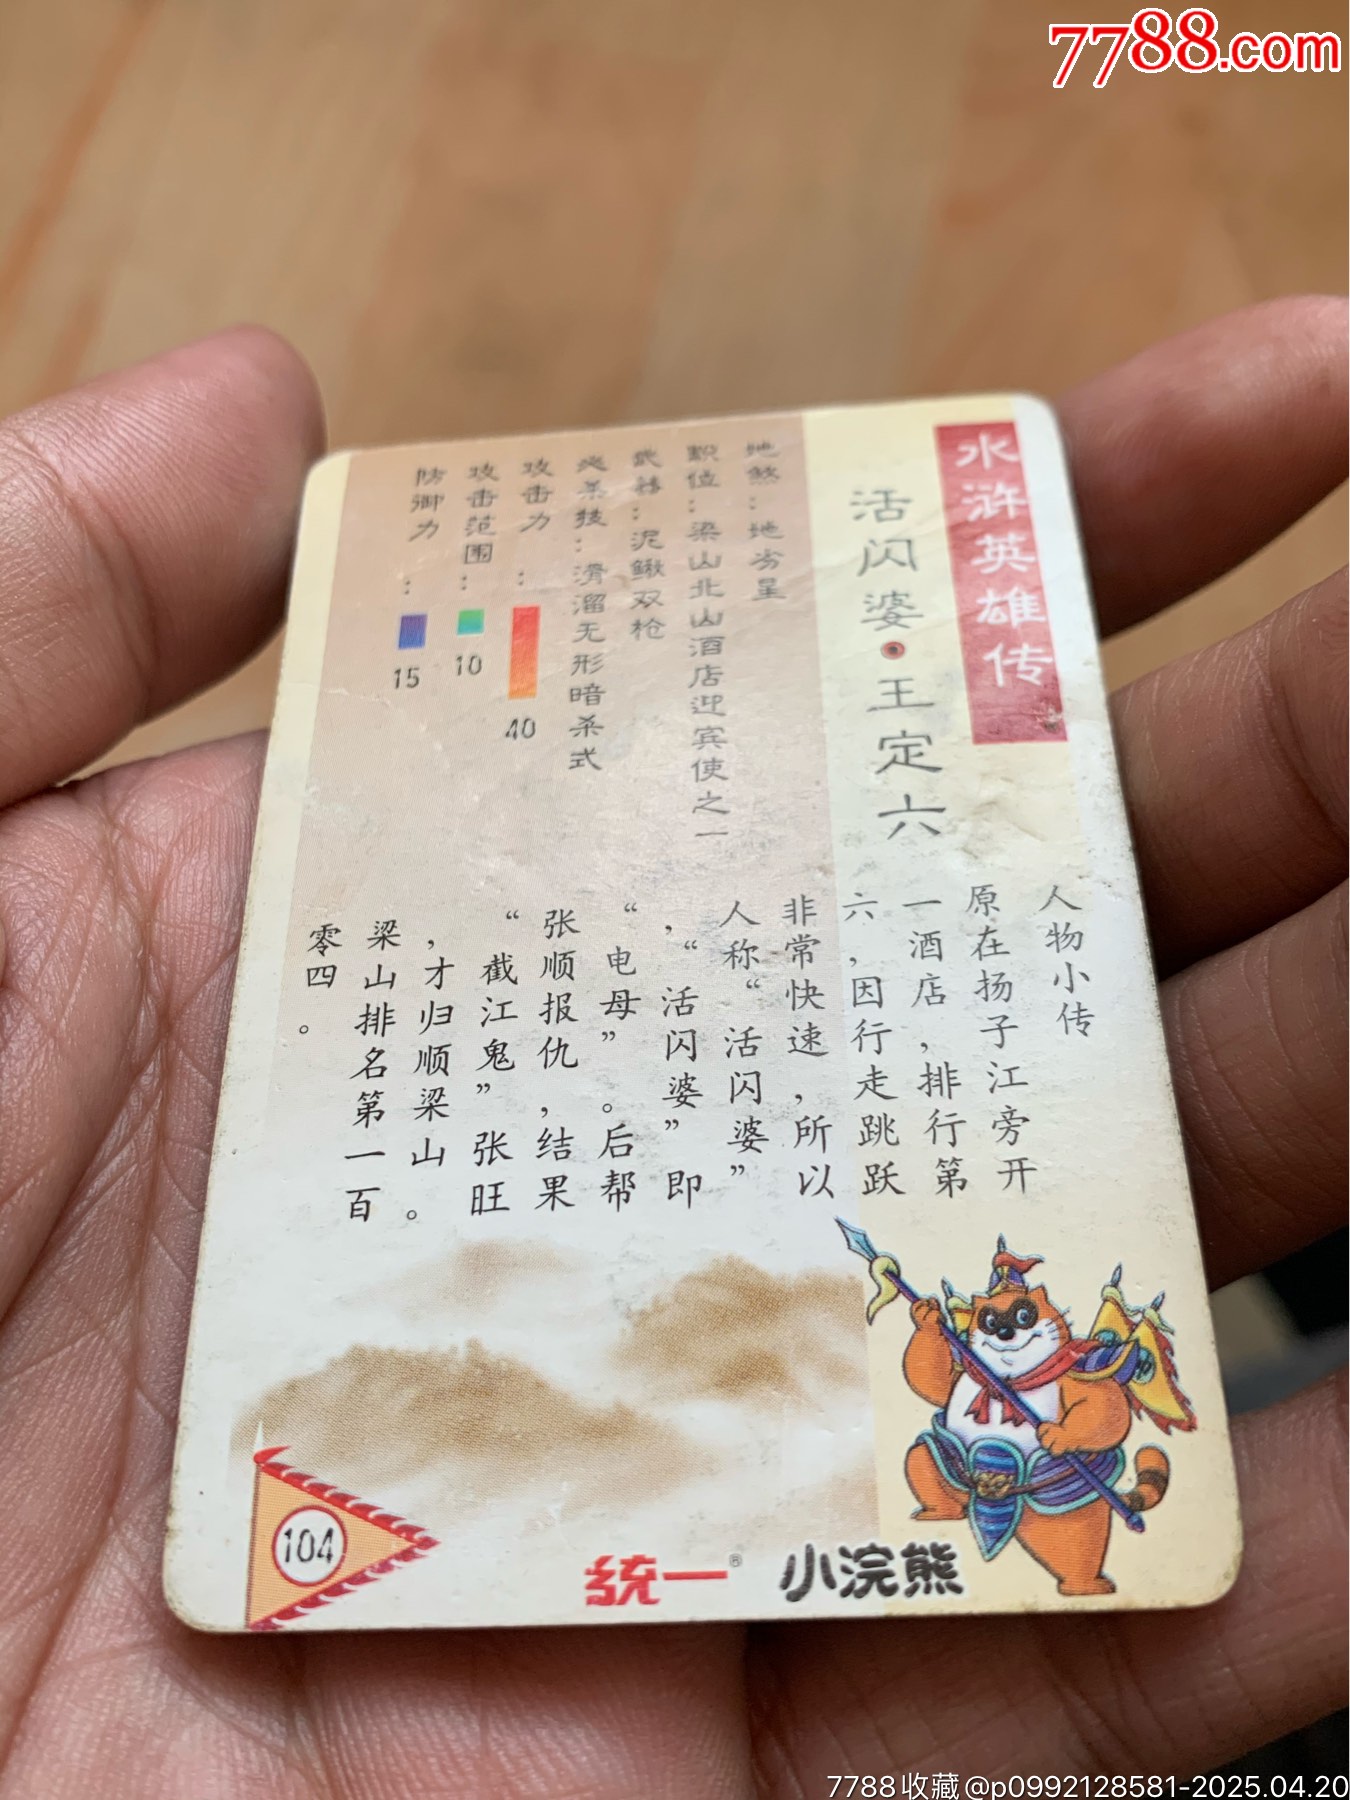 7788.com
水浒英雄传
活闪婆·王定六
地煞：地劣星
职位：梁山北山酒店迎宾使之一
武器：泥鳅双枪
必杀技：滑溜无形暗杀式
攻击力：40
攻击范围：10
防御力：15
人物小传
原在扬子江旁开
一酒店，排行第
六，因行走跳跃
非常快速，所以
人称“活闪婆”
，“活闪婆”即
“电母”。后帮
张顺报仇，结果
“截江鬼”张旺
，才归顺梁山。
梁山排名第一百
零四。
104
统一® 小浣熊
7788收藏@p0992128581-2025.04.20